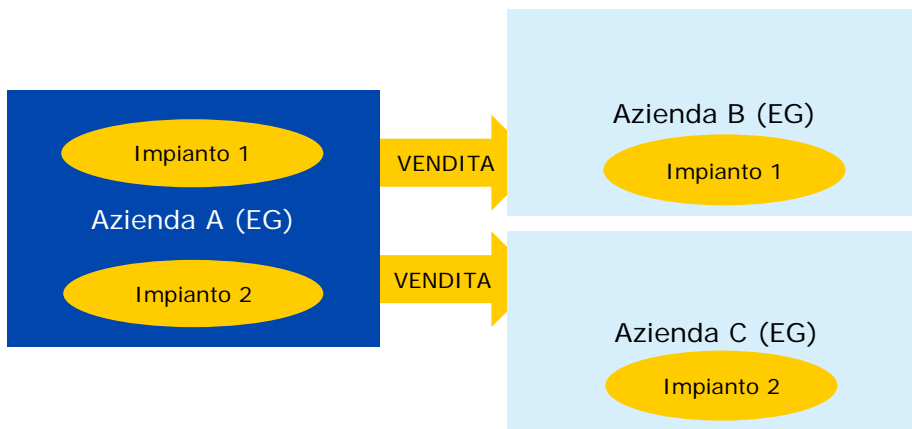 Impianto 1
Azienda A (EG)
Impianto 2
VENDITA
VENDITA
Azienda B (EG)
Impianto 1
Azienda C (EG)
Impianto 2